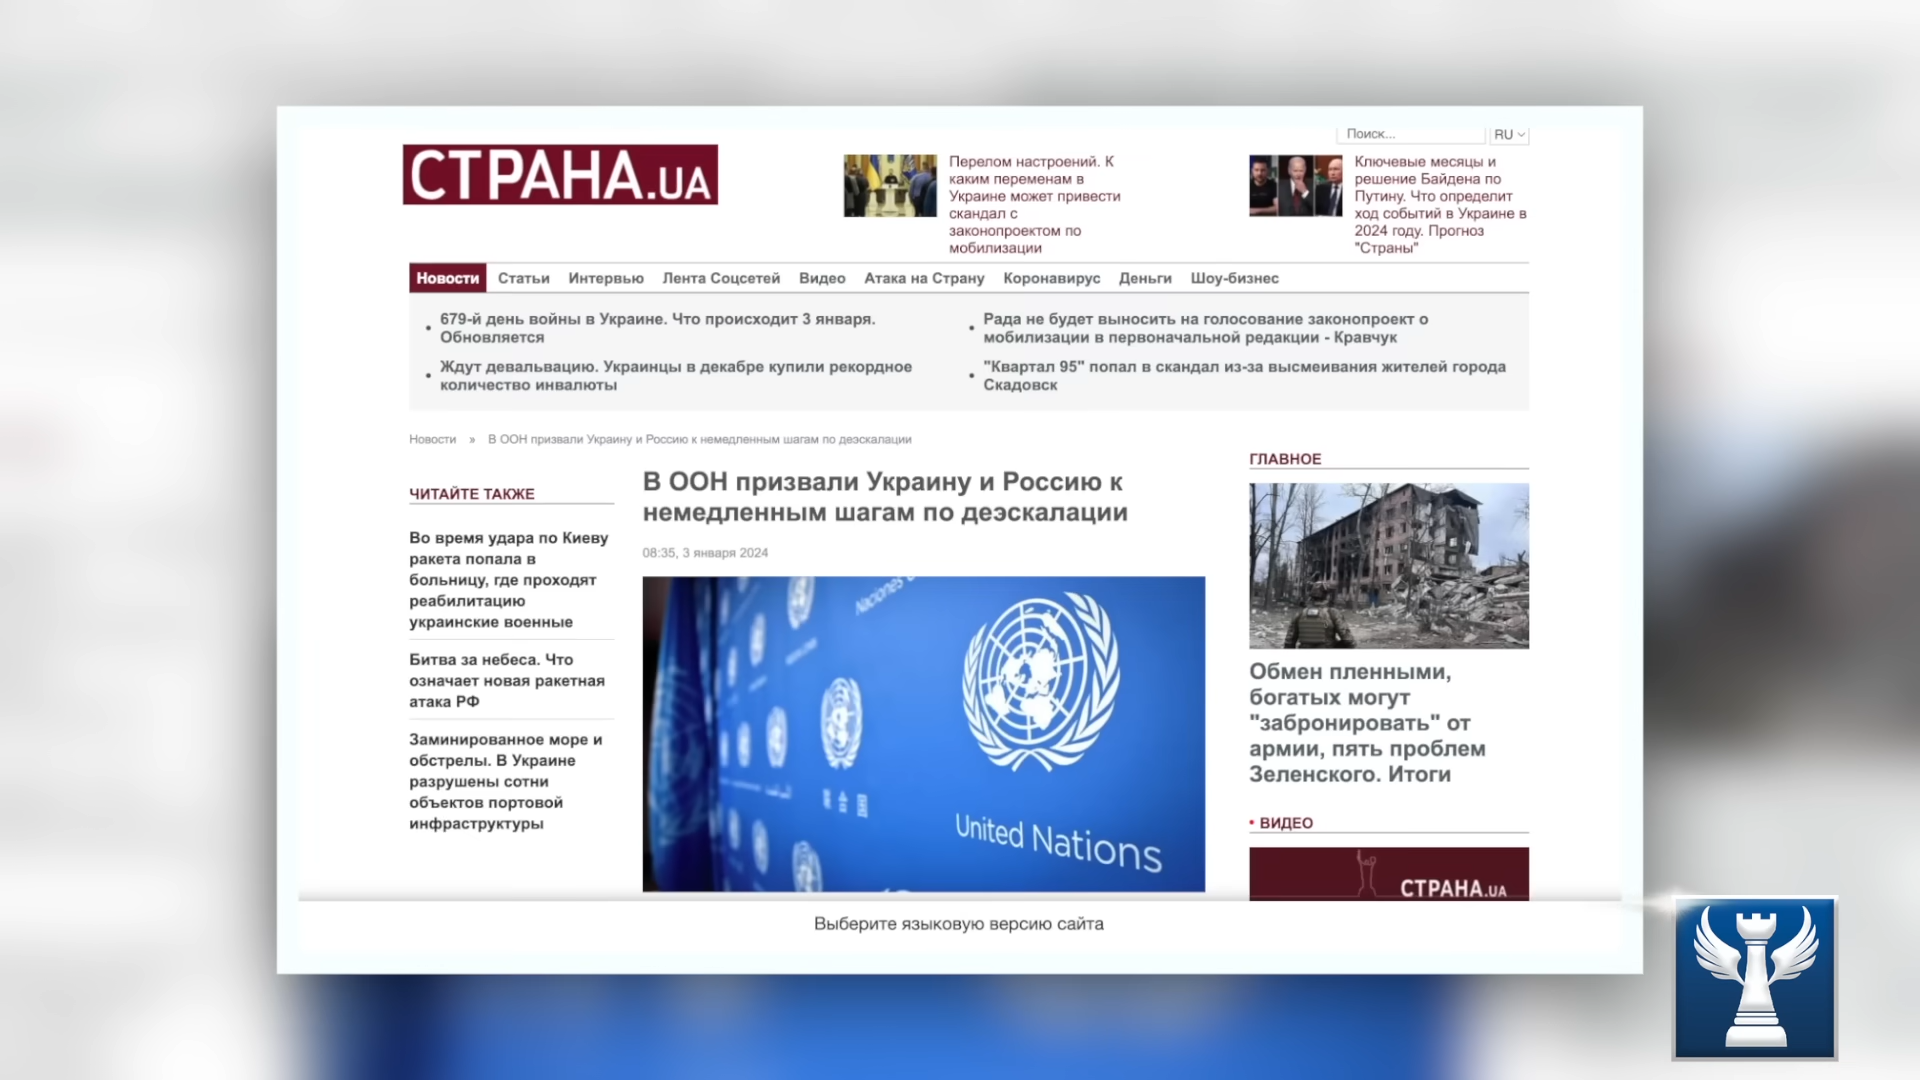 Поиск...
RU
СТРАНА.UA
Перелом настроений. К
каким переменам в
Украине может привести
скандал с
законопроектом по
мобилизации
Ключевые месяцы и
решение Байдена по
Путину. Что определит
ход событий в Украине в
2024 году. Прогноз
"Страны"
Новости Статьи Интервью Лента Соцсетей Видео Атака на Страну Коронавирус Деньги Шоу-бизнес
679-й день войны в Украине. Что происходит 3 января.
Обновляется
Рада не будет выносить на голосование законопроект о
мобилизации в первоначальной редакции - Кравчук
Ждут девальвацию. Украинцы в декабре купили рекордное
количество инвалюты
"Квартал 95" попал в скандал из-за высмеивания жителей города
Скадовск
Новости » В ООН призвали Украину и Россию к немедленным шагам по деэскалации
ЧИТАЙТЕ ТАКЖЕ
Во время удара по Киеву
ракета попала в
больницу, где проходят
реабилитацию
украинские военные
Битва за небеса. Что
означает новая ракетная
атака РФ
Заминированное море и
обстрелы. В Украине
разрушены сотни
объектов портовой
инфраструктуры
В ООН призвали Украину и Россию к
немедленным шагам по деэскалации
08:35, 3 января 2024
Naciones
United Nations
ГЛАВНОЕ
Обмен пленными,
богатых могут
"забронировать" от
армии, пять проблем
Зеленского. Итоги
ВИДЕО
СТРАНА.UA
Выберите языковую версию сайта